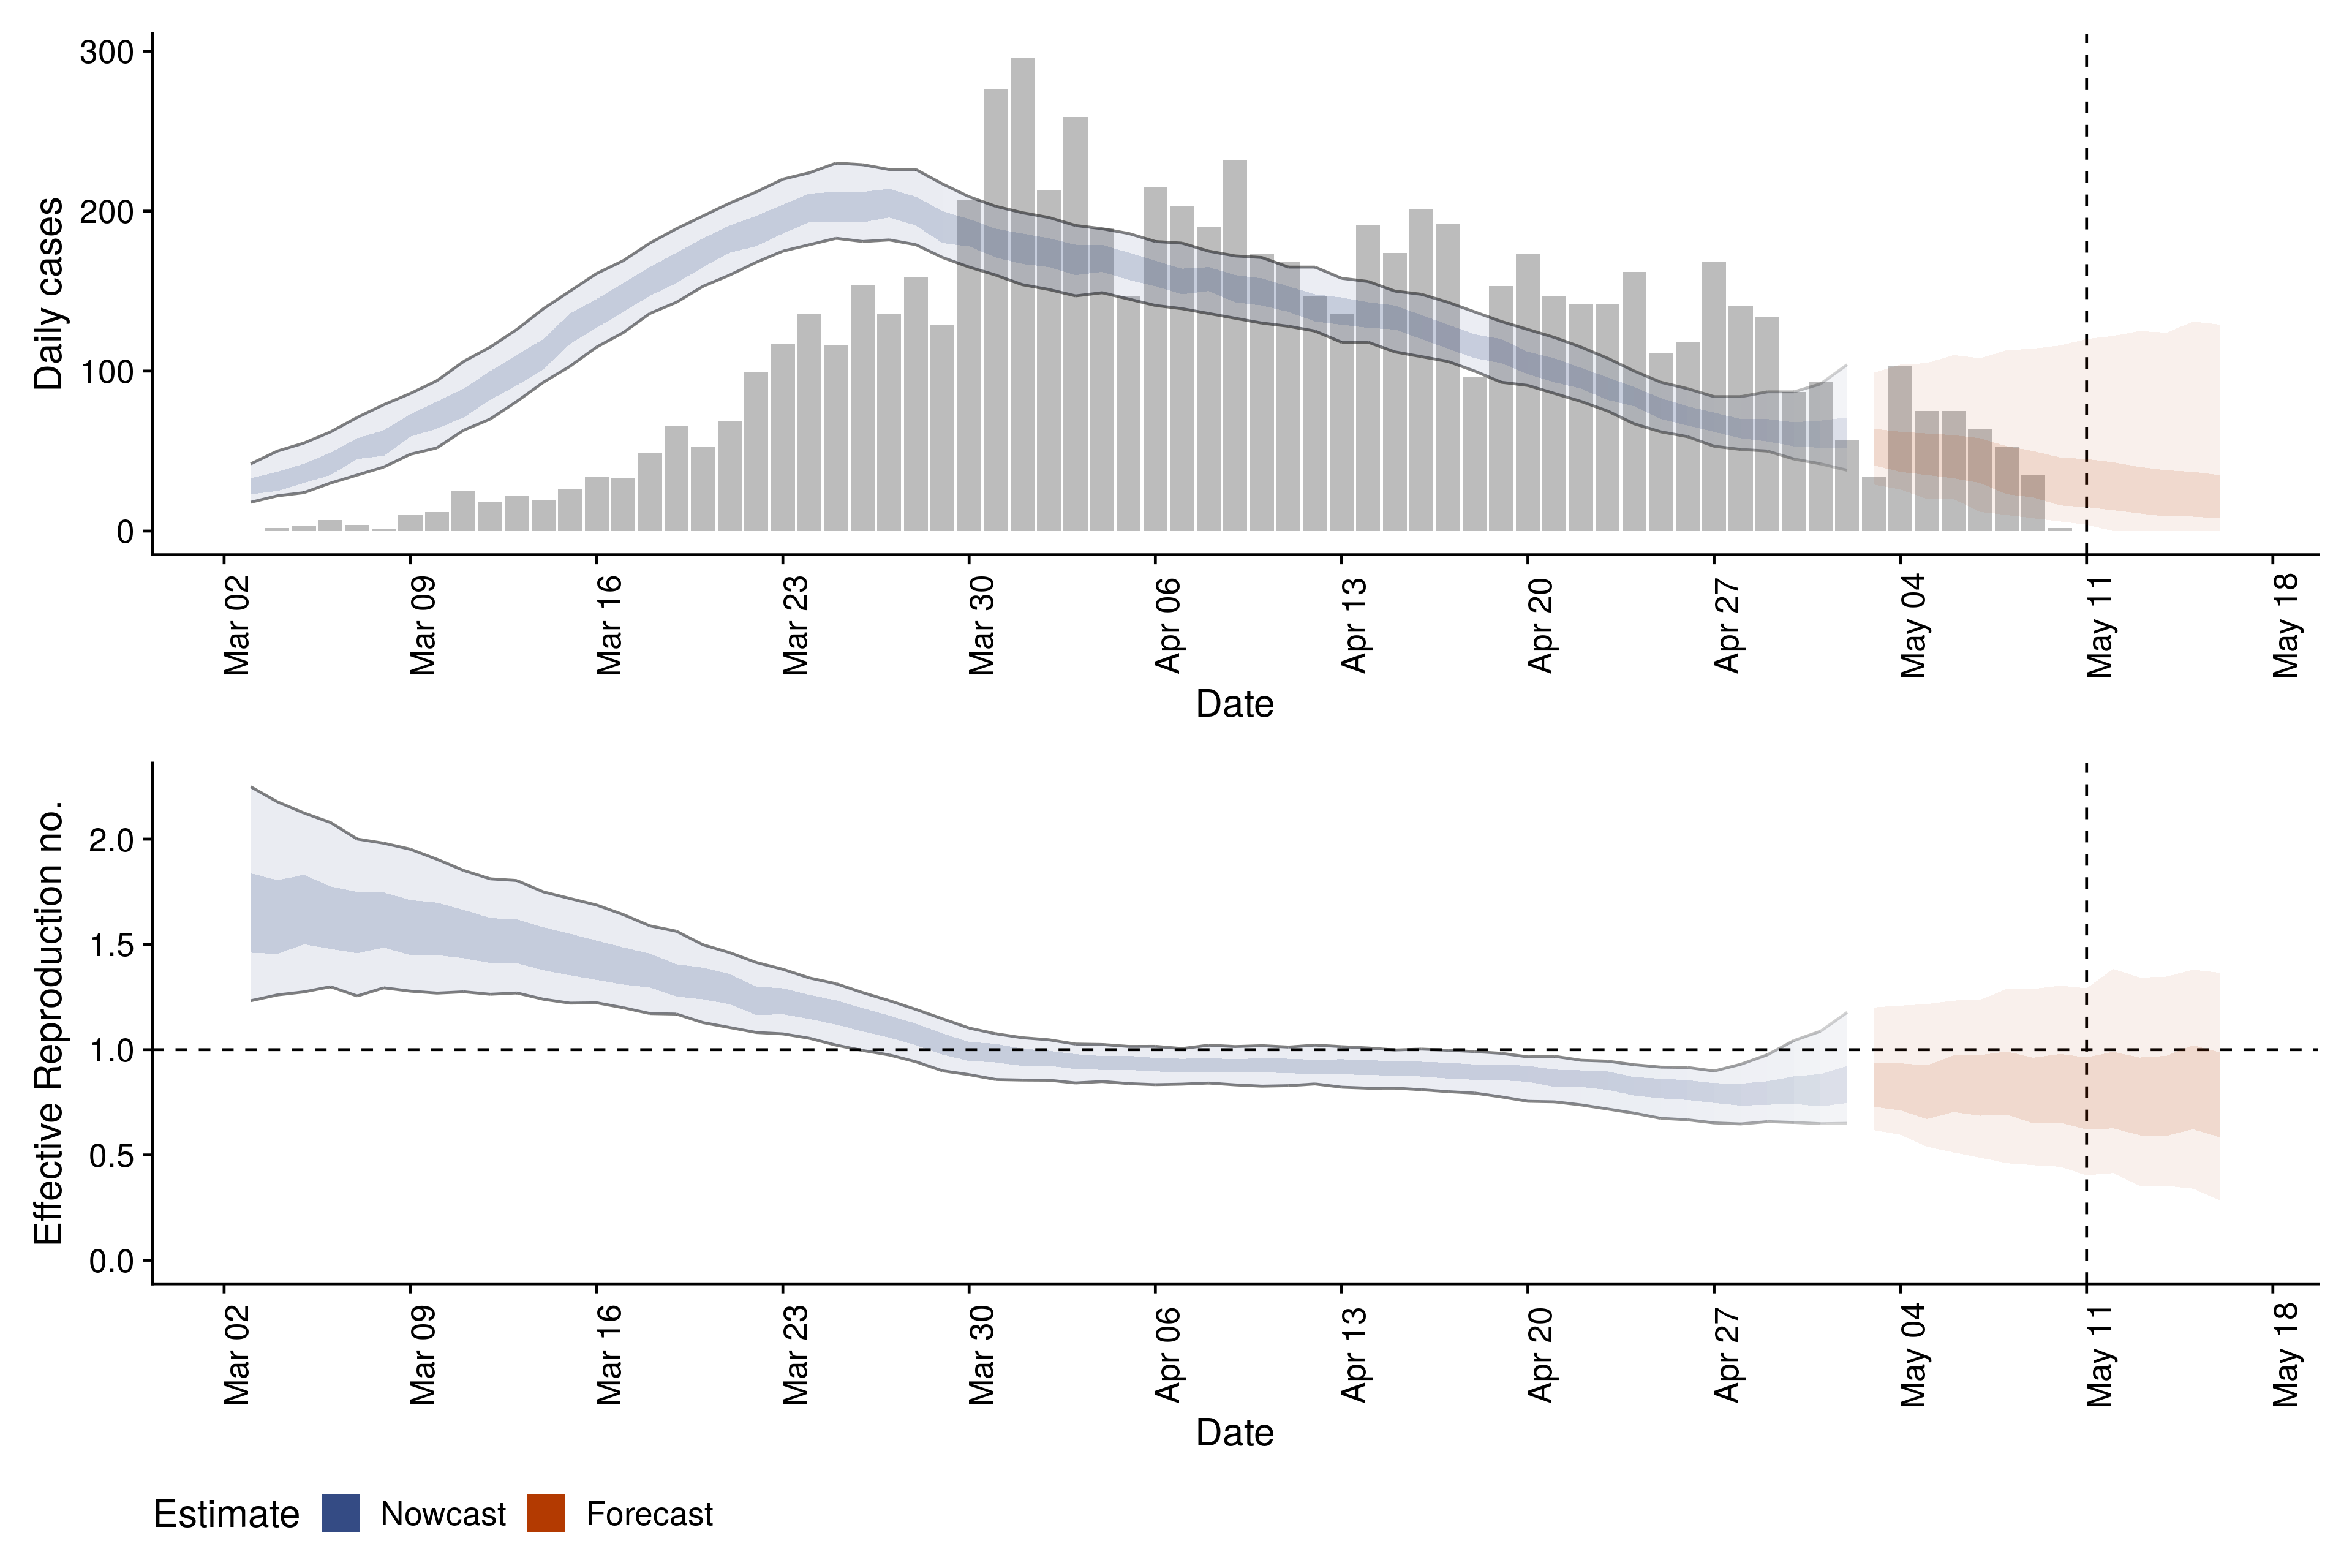 Daily cases
300
200
100
0
Mar 02
Mar 09
Mar 16
Mar 23
Mar 30
Apr 06
Apr 13
Apr 20
Apr 27
May 04
May 11
May 18
Date
Effective Reproduction no.
2.0
1.5
1.0
0.5
0.0
Mar 02
Mar 09
Mar 16
Mar 23
Mar 30
Apr 06
Apr 13
Apr 20
Apr 27
May 04
May 11
May 18
Date
Estimate Nowcast Forecast